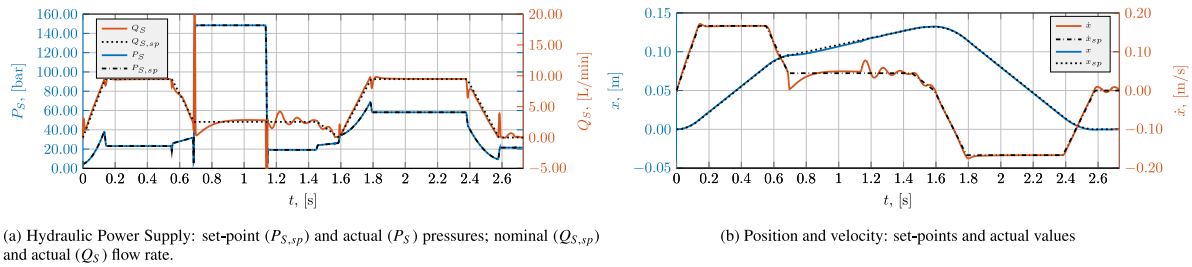 160.00
140.00
120.00
100.00
80.00
60.00
40.00
20.00
0.00
P_S, [bar]
Q_S
Q_{S,sp}
P_S
P_{S,sp}
20.00
15.00
10.00
5.00
0.00
−5.00
Q_S, [L/min]
0 0.2 0.4 0.6 0.8 1 1.2 1.4 1.6 1.8 2 2.2 2.4 2.6
t, [s]
(a) Hydraulic Power Supply: set-point (P_{S,sp}) and actual (P_S) pressures; nominal (Q_{S,sp})
and actual (Q_S) flow rate.
0.15
0.10
0.05
0.00
−0.05
x, [m]
ẋ
ẋ_{sp}
x
x_{sp}
0.20
0.10
0.00
−0.10
−0.20
ẋ, [m/s]
0 0.2 0.4 0.6 0.8 1 1.2 1.4 1.6 1.8 2 2.2 2.4 2.6
t, [s]
(b) Position and velocity: set-points and actual values